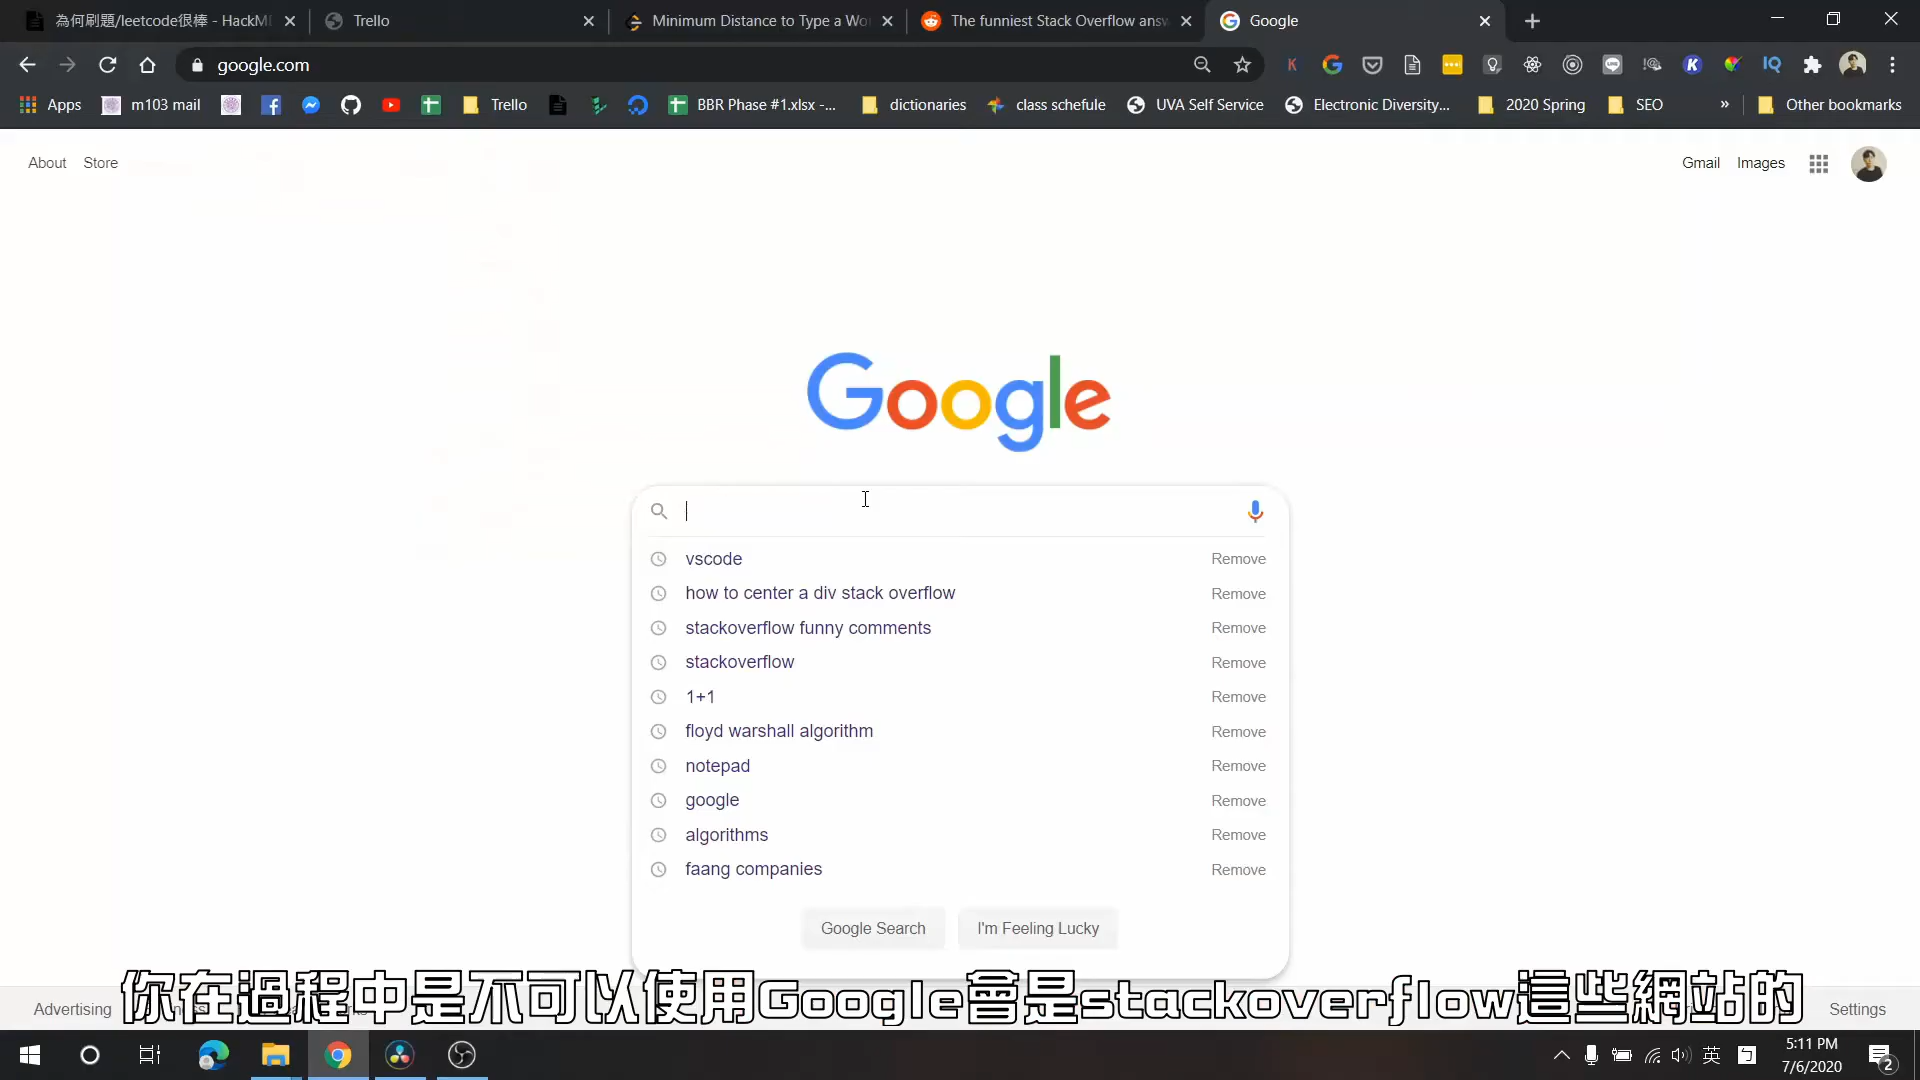 為何刷題/leetcode很棒 - HackM
Trello
Minimum Distance to Type a Wo
The funniest Stack Overflow answ
Google
google.com
Apps
m103 mail
Trello
BBR Phase #1.xlsx -...
dictionaries
class schefule
UVA Self Service
Electronic Diversity...
2020 Spring
SEO
»
Other bookmarks
About
Store
Gmail
Images
Google
vscode
Remove
how to center a div stack overflow
Remove
stackoverflow funny comments
Remove
stackoverflow
Remove
1+1
Remove
floyd warshall algorithm
Remove
notepad
Remove
google
Remove
algorithms
Remove
faang companies
Remove
Google Search
I'm Feeling Lucky
Advertising
Settings
你在過程中是不可以使用Google會是stackoverflow這些網站的
英
5:11 PM
7/6/2020
2